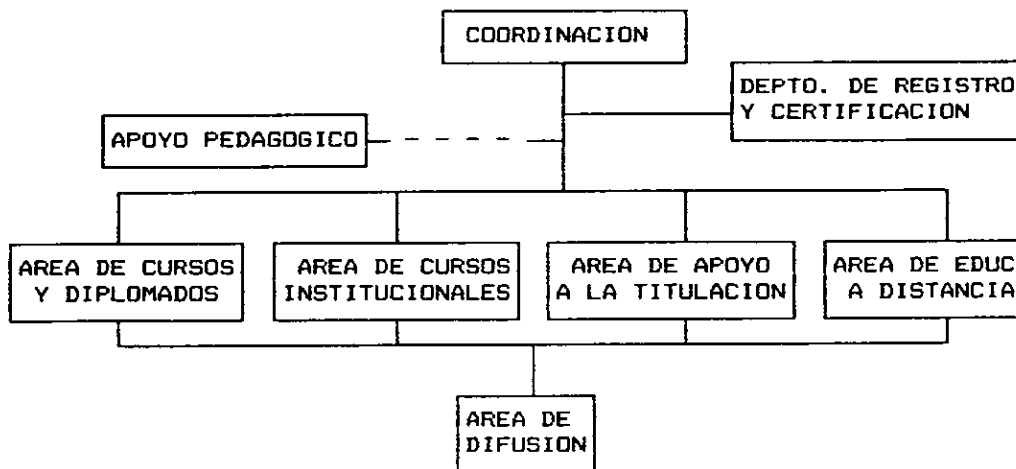 COORDINACION
DEPTO. DE REGISTRO
Y CERTIFICACION
APOYO PEDAGOGICO
AREA DE CURSOS
Y DIPLOMADOS
AREA DE CURSOS
INSTITUCIONALES
AREA DE APOYO
A LA TITULACION
AREA DE EDUC
A DISTANCIA
AREA DE
DIFUSION